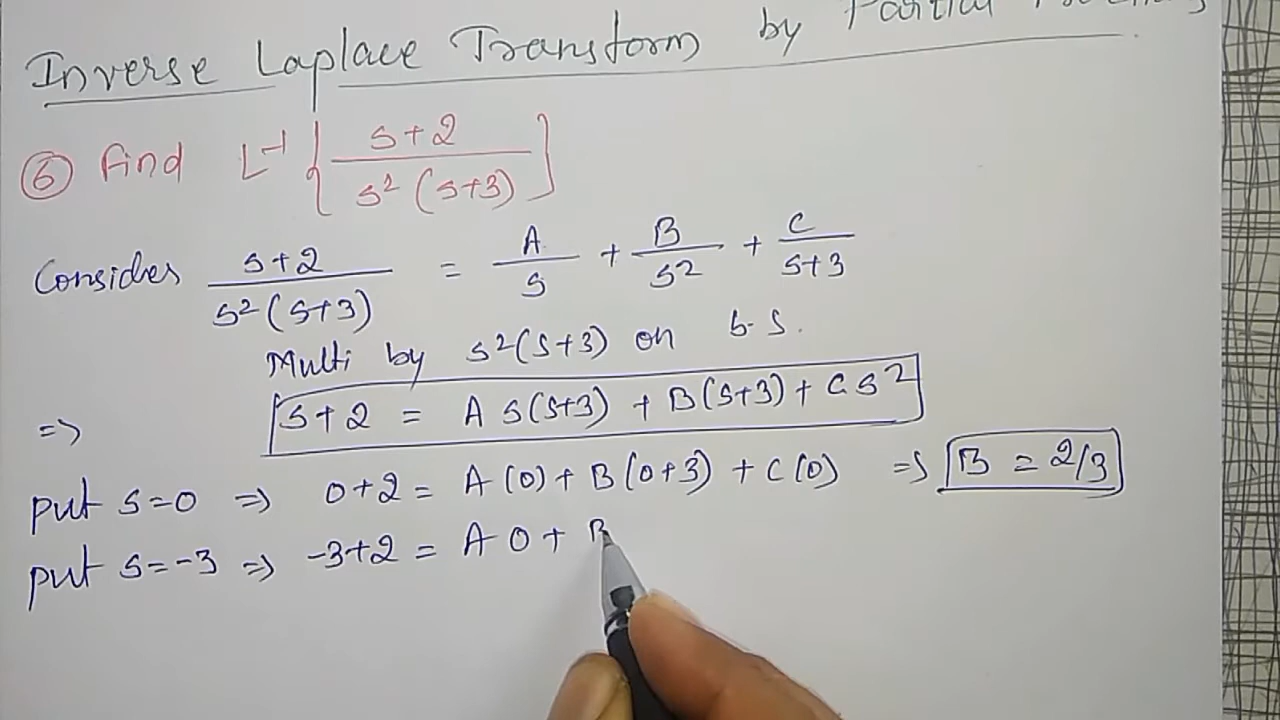 Inverse Laplace Transform by Partial
⑥ Find L⁻¹ { s+2 / s² (s+3) }
Consider s+2 / s²(s+3) = A / s + B / s² + C / s+3
Multi by s²(s+3) on b.s.
=> s+2 = A s(s+3) + B(s+3) + C s²
put s=0 => 0+2 = A(0) + B(0+3) + C(0) => B = 2/3
put s=-3 => -3+2 = A 0 + B